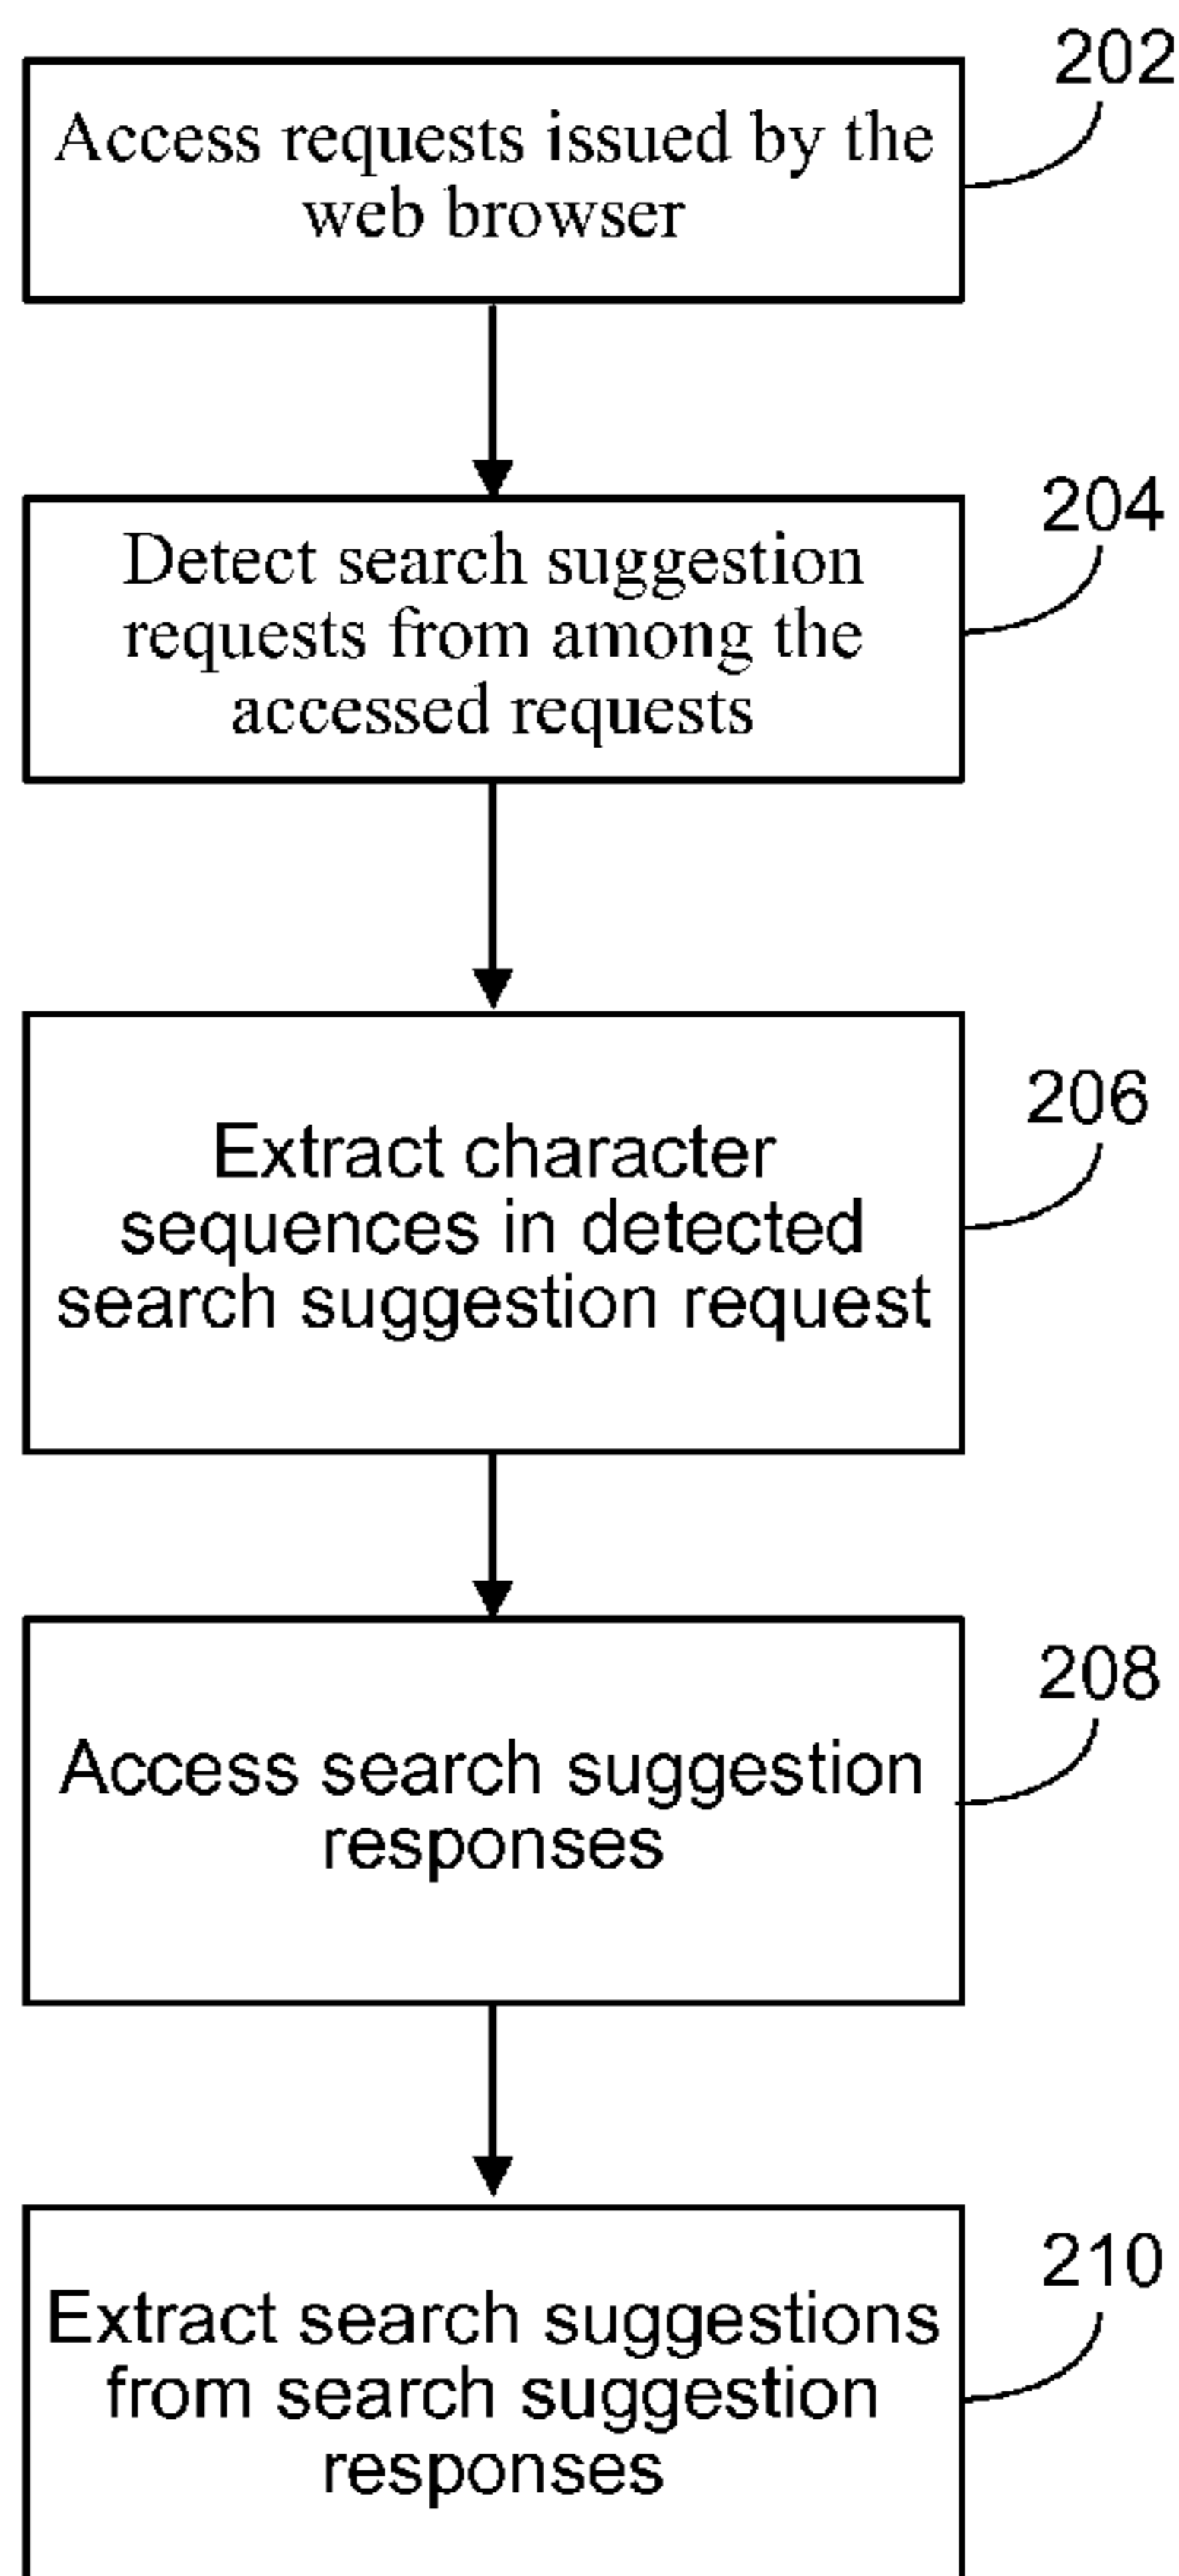 202
Access requests issued by the
web browser
204
Detect search suggestion
requests from among the
accessed requests
206
Extract character
sequences in detected
search suggestion request
208
Access search suggestion
responses
210
Extract search suggestions
from search suggestion
responses